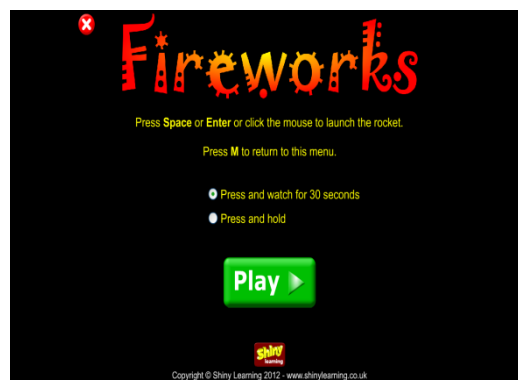 Fireworks
Press Space or Enter or click the mouse to launch the rocket.
Press M to return to this menu.
Press and watch for 30 seconds
Press and hold
Play
Shiny
learning
Copyright © Shiny Learning 2012 - www.shinylearning.co.uk